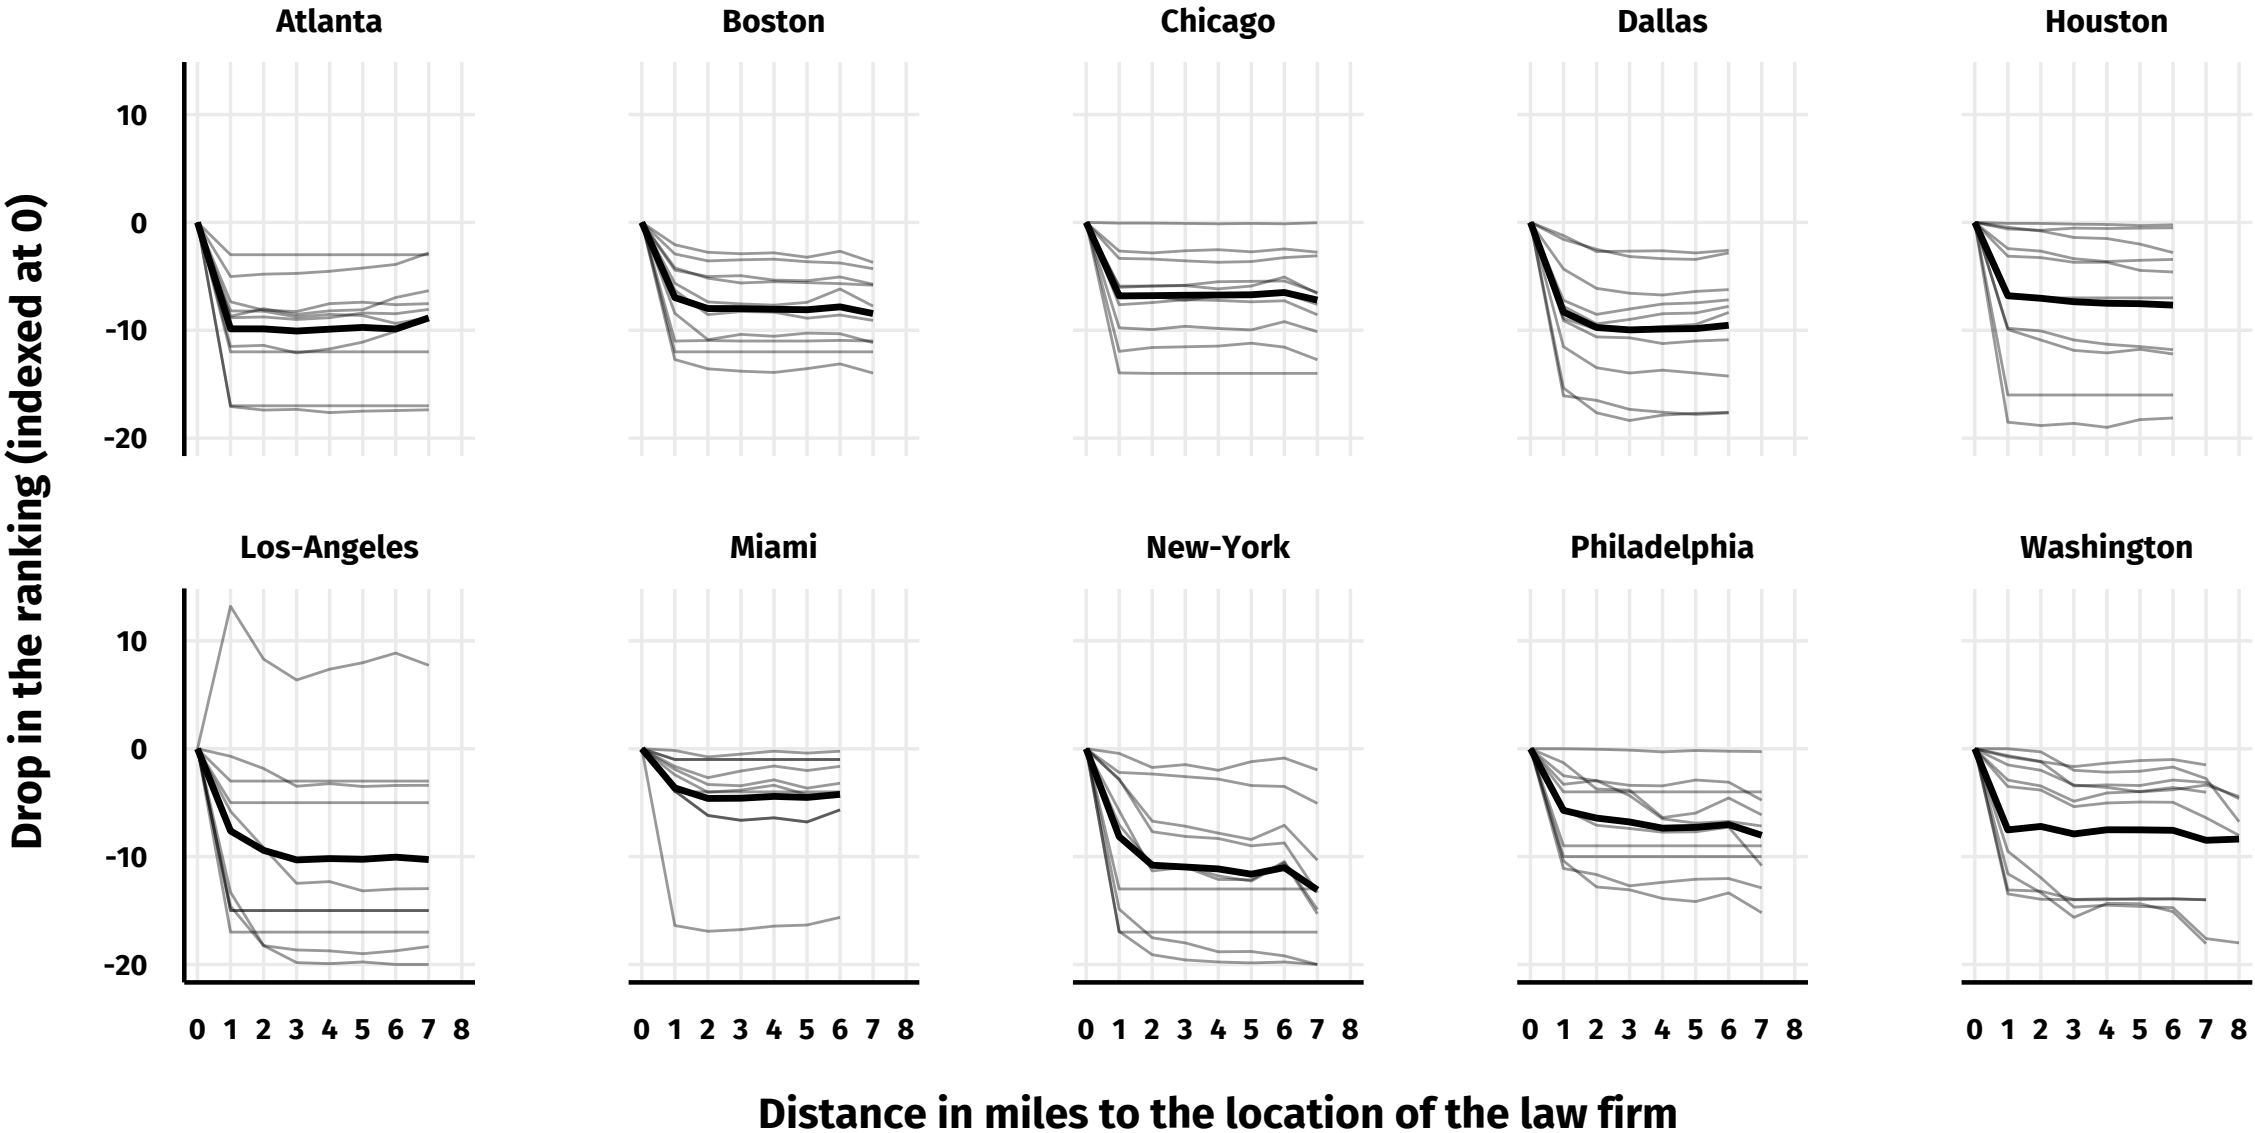 Atlanta Boston Chicago Dallas Houston
10
0
-10
-20
Drop in the ranking (indexed at 0)
Los-Angeles Miami New-York Philadelphia Washington
10
0
-10
-20
0 1 2 3 4 5 6 7 8 0 1 2 3 4 5 6 7 8 0 1 2 3 4 5 6 7 8 0 1 2 3 4 5 6 7 8 0 1 2 3 4 5 6 7 8
Distance in miles to the location of the law firm